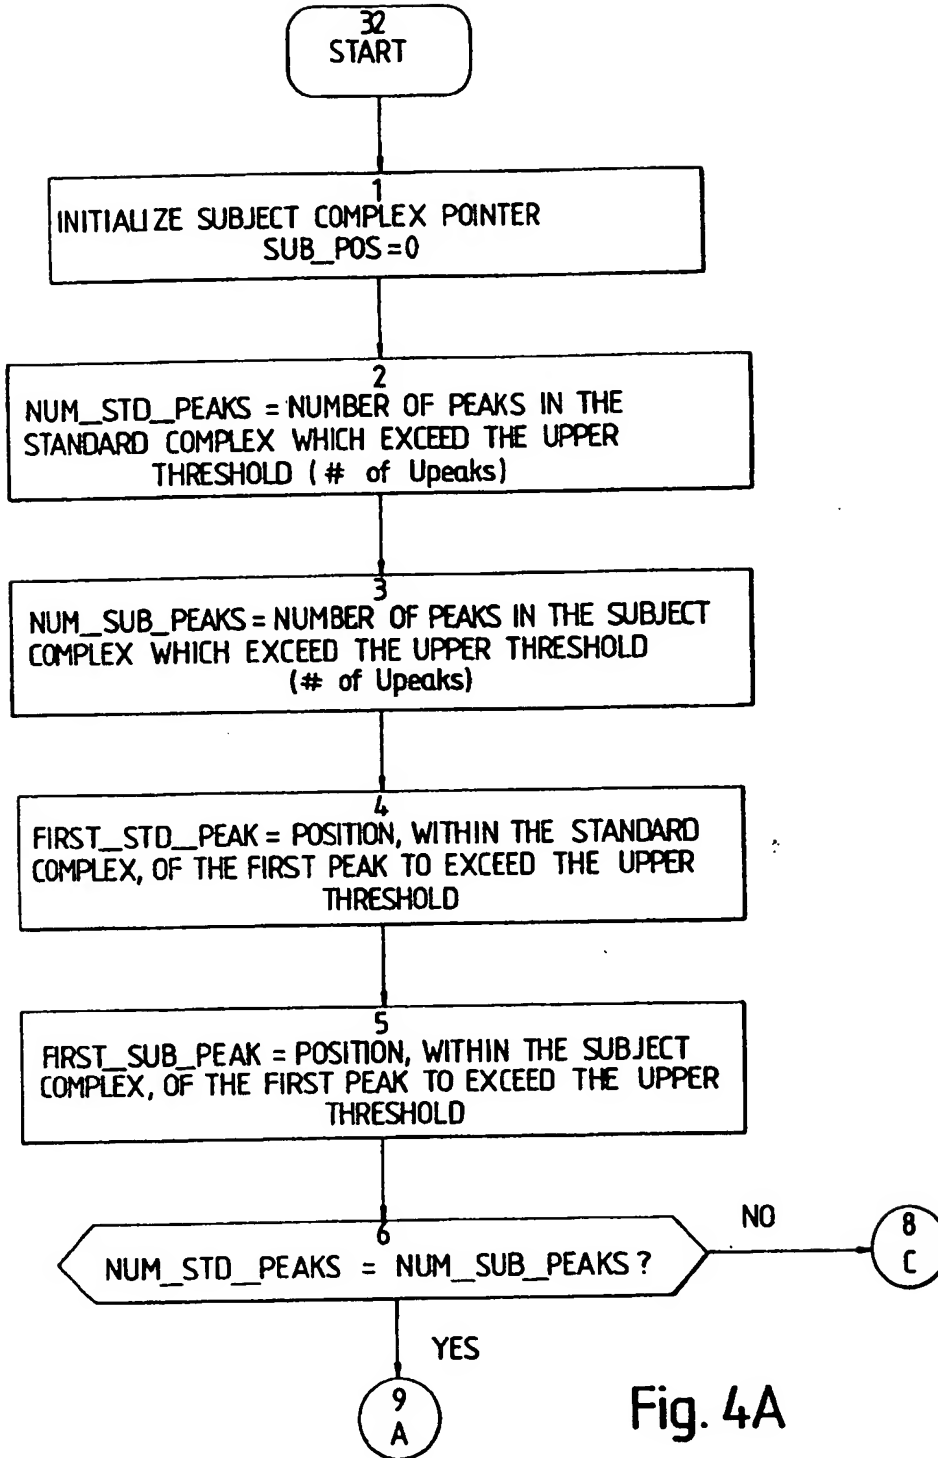 32
START
1
INITIALIZE SUBJECT COMPLEX POINTER
SUB_POS=0
2
NUM_STD_PEAKS = NUMBER OF PEAKS IN THE
STANDARD COMPLEX WHICH EXCEED THE UPPER
THRESHOLD (# of Upeaks)
3
NUM_SUB_PEAKS = NUMBER OF PEAKS IN THE SUBJECT
COMPLEX WHICH EXCEED THE UPPER THRESHOLD
(# of Upeaks)
4
FIRST_STD_PEAK = POSITION, WITHIN THE STANDARD
COMPLEX, OF THE FIRST PEAK TO EXCEED THE UPPER
THRESHOLD
5
FIRST_SUB_PEAK = POSITION, WITHIN THE SUBJECT
COMPLEX, OF THE FIRST PEAK TO EXCEED THE UPPER
THRESHOLD
6
NUM_STD_PEAKS = NUM_SUB_PEAKS ?
NO
8
C
YES
9
A
Fig. 4A